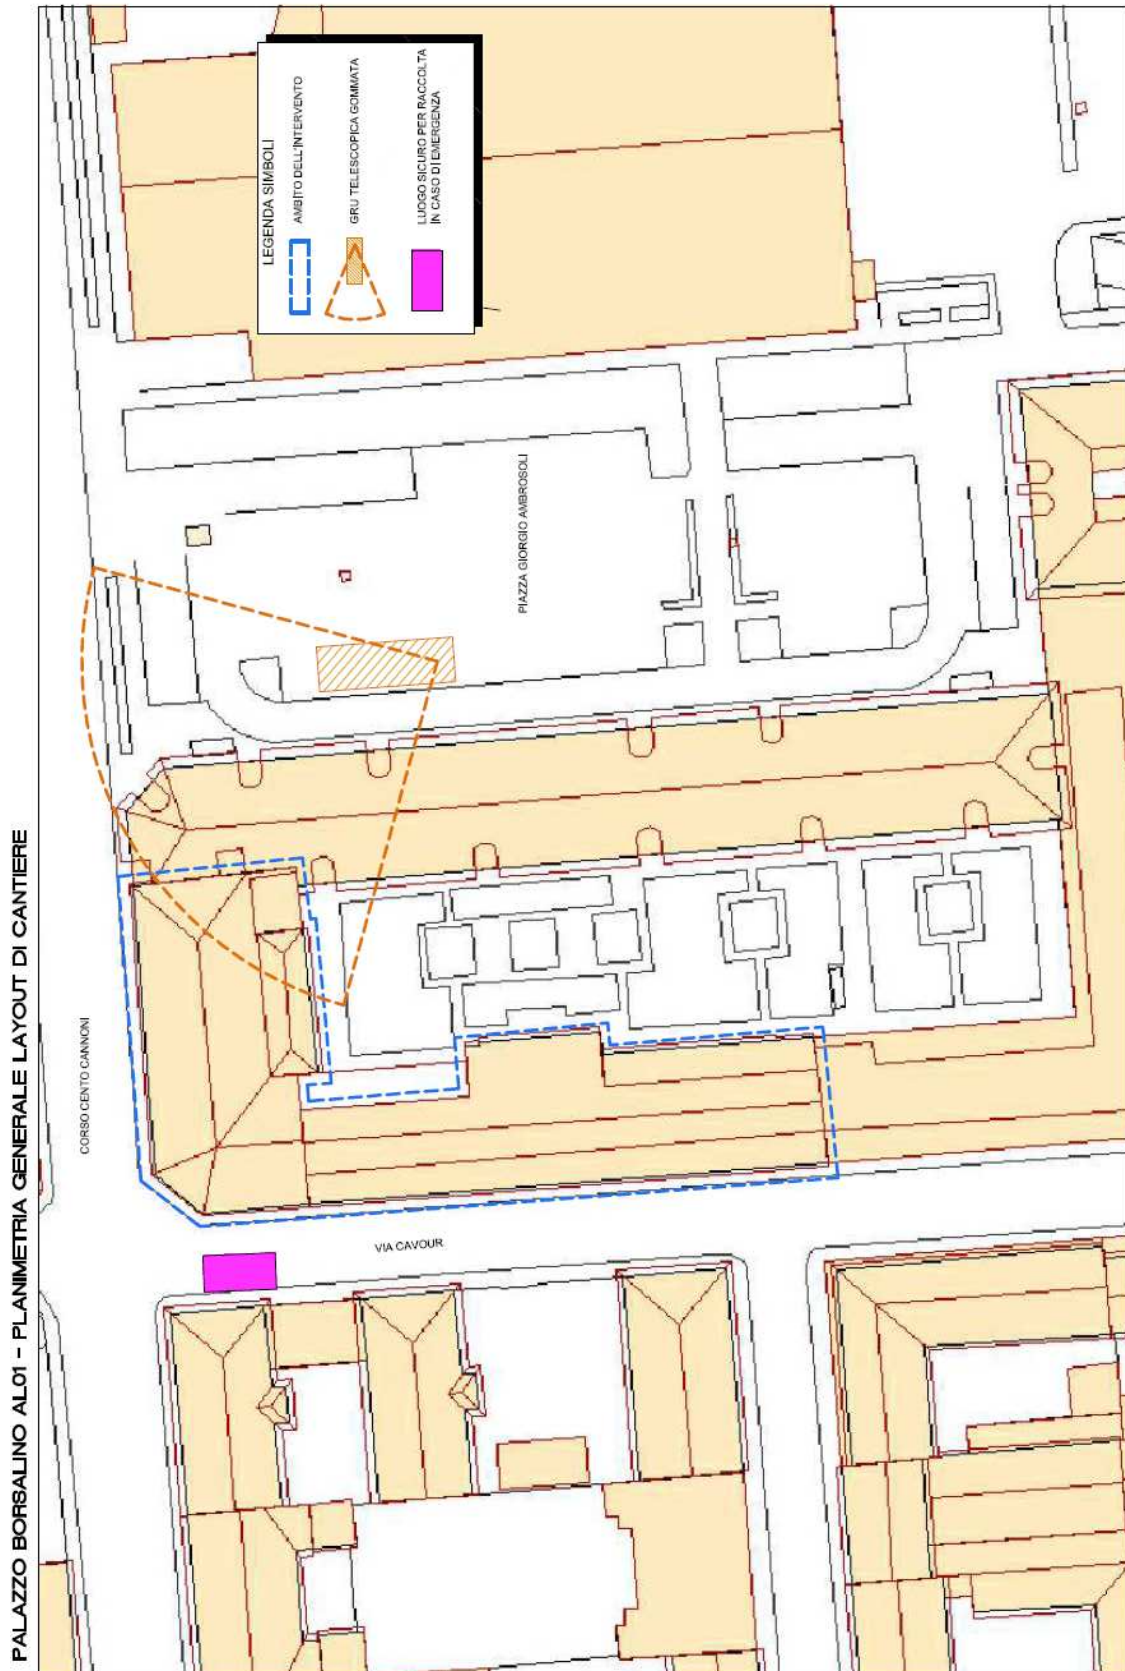 PALAZZO BORSALINO AL01 - PLANIMETRIA GENERALE LAYOUT DI CANTIERE
CORSO CENTO CANNONI
VIA CAVOUR
PIAZZA GIORGIO AMBROSOLI
LEGENDA SIMBOLI
AMBITO DELL'INTERVENTO
GRU TELESCOPICA GOMMATA
LUOGO SICURO PER RACCOLTA
IN CASO DI EMERGENZA